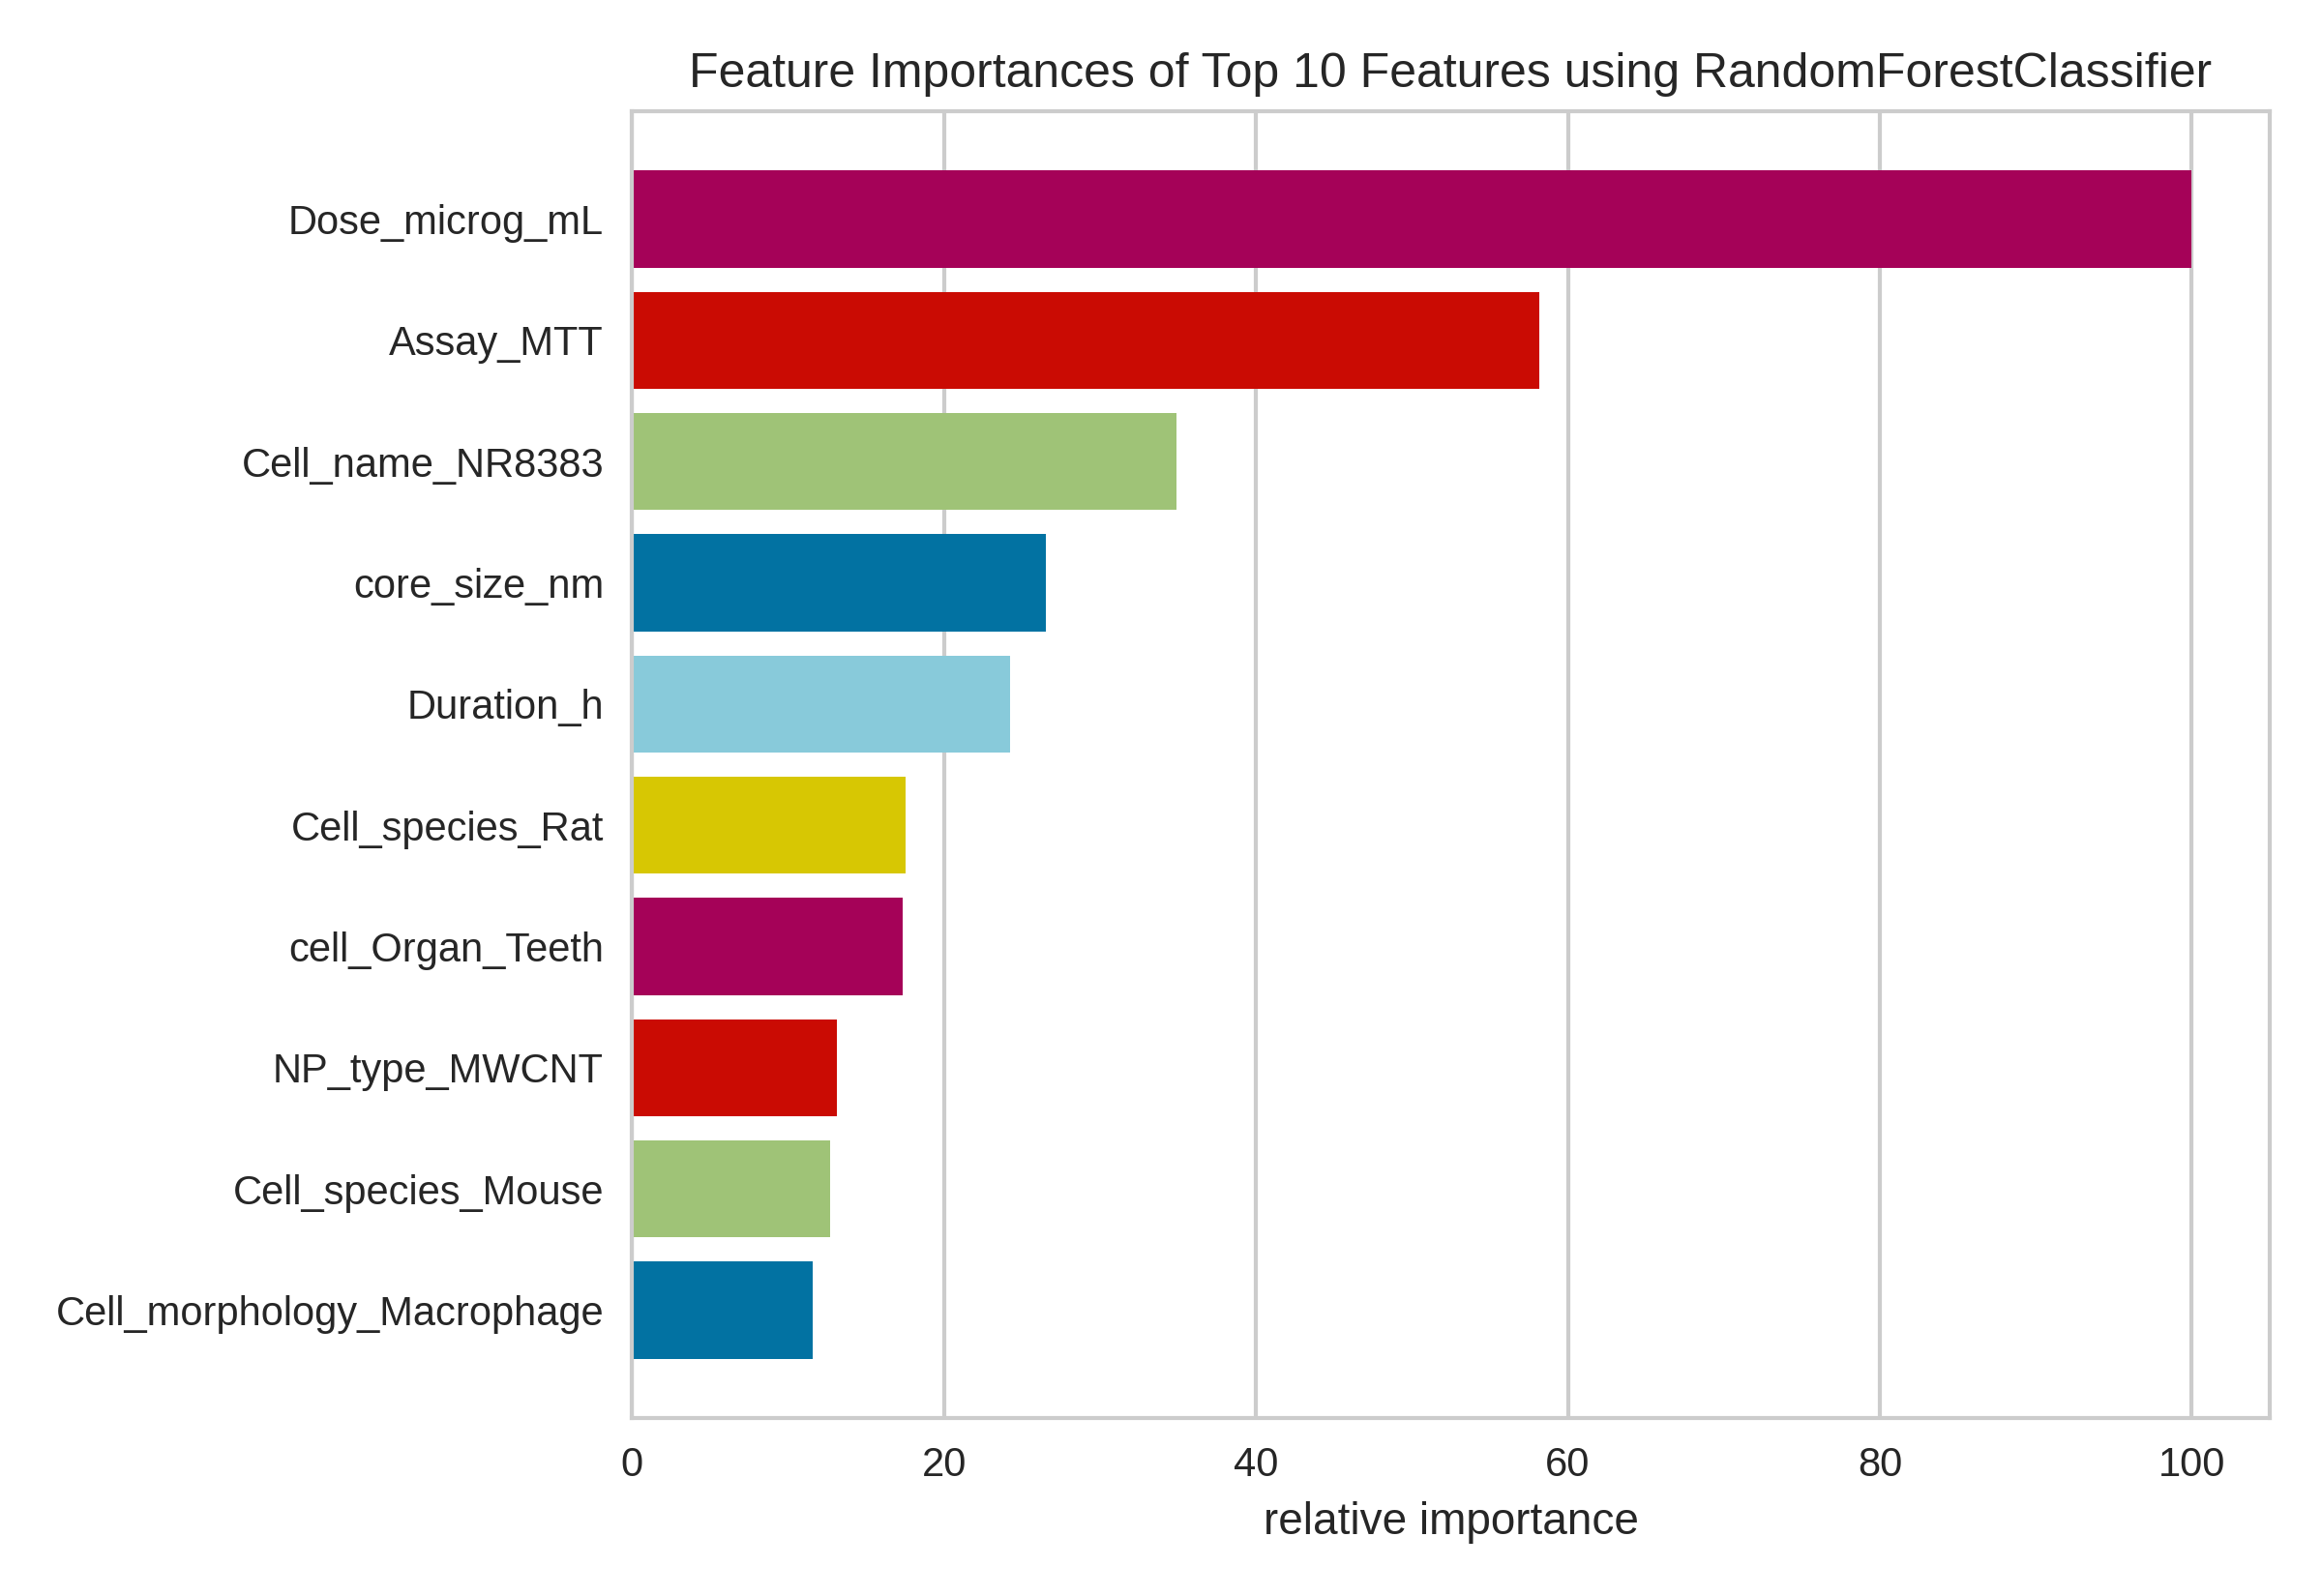 Feature Importances of Top 10 Features using RandomForestClassifier
Dose_microg_mL
Assay_MTT
Cell_name_NR8383
core_size_nm
Duration_h
Cell_species_Rat
cell_Organ_Teeth
NP_type_MWCNT
Cell_species_Mouse
Cell_morphology_Macrophage
0 20 40 60 80 100
relative importance